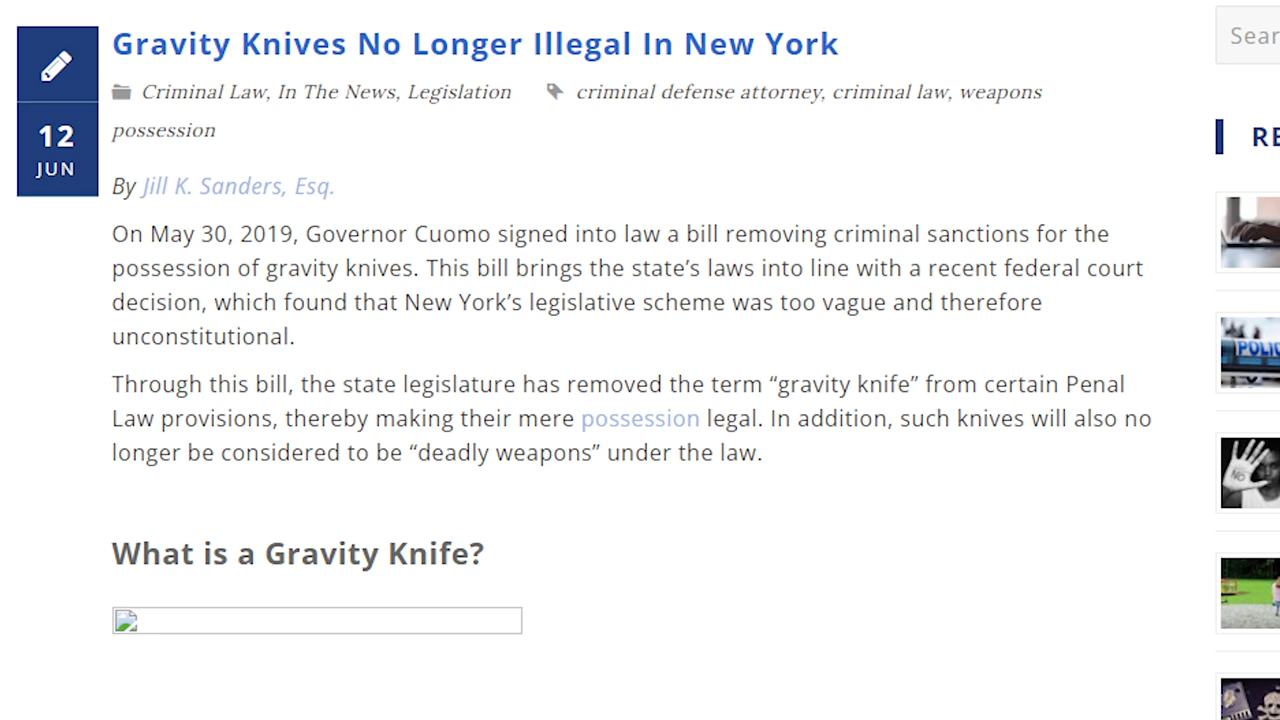 Gravity Knives No Longer Illegal In New York
Criminal Law, In The News, Legislation criminal defense attorney, criminal law, weapons
possession
12
JUN
By Jill K. Sanders, Esq.
On May 30, 2019, Governor Cuomo signed into law a bill removing criminal sanctions for the
possession of gravity knives. This bill brings the state’s laws into line with a recent federal court
decision, which found that New York’s legislative scheme was too vague and therefore
unconstitutional.
Through this bill, the state legislature has removed the term “gravity knife” from certain Penal
Law provisions, thereby making their mere possession legal. In addition, such knives will also no
longer be considered to be “deadly weapons” under the law.
What is a Gravity Knife?
Sear
RE
POLIC
NO